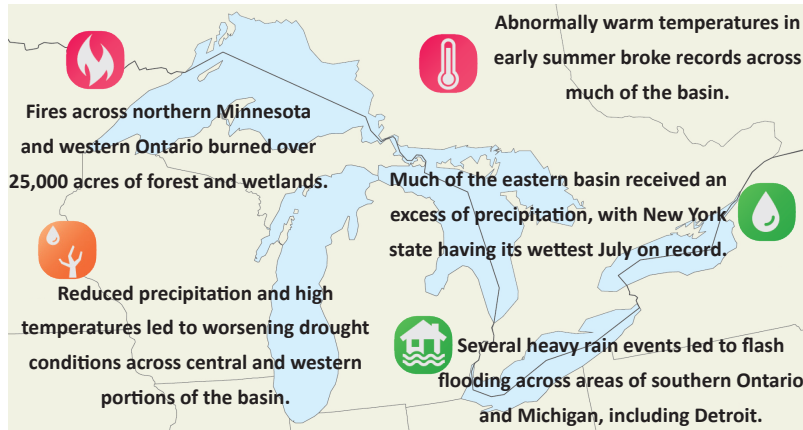 Abnormally warm temperatures in
early summer broke records across
much of the basin.
Fires across northern Minnesota
and western Ontario burned over
25,000 acres of forest and wetlands.
Much of the eastern basin received an
excess of precipitation, with New York
state having its wettest July on record.
Reduced precipitation and high
temperatures led to worsening drought
conditions across central and western
portions of the basin.
Several heavy rain events led to flash
flooding across areas of southern Ontario
and Michigan, including Detroit.